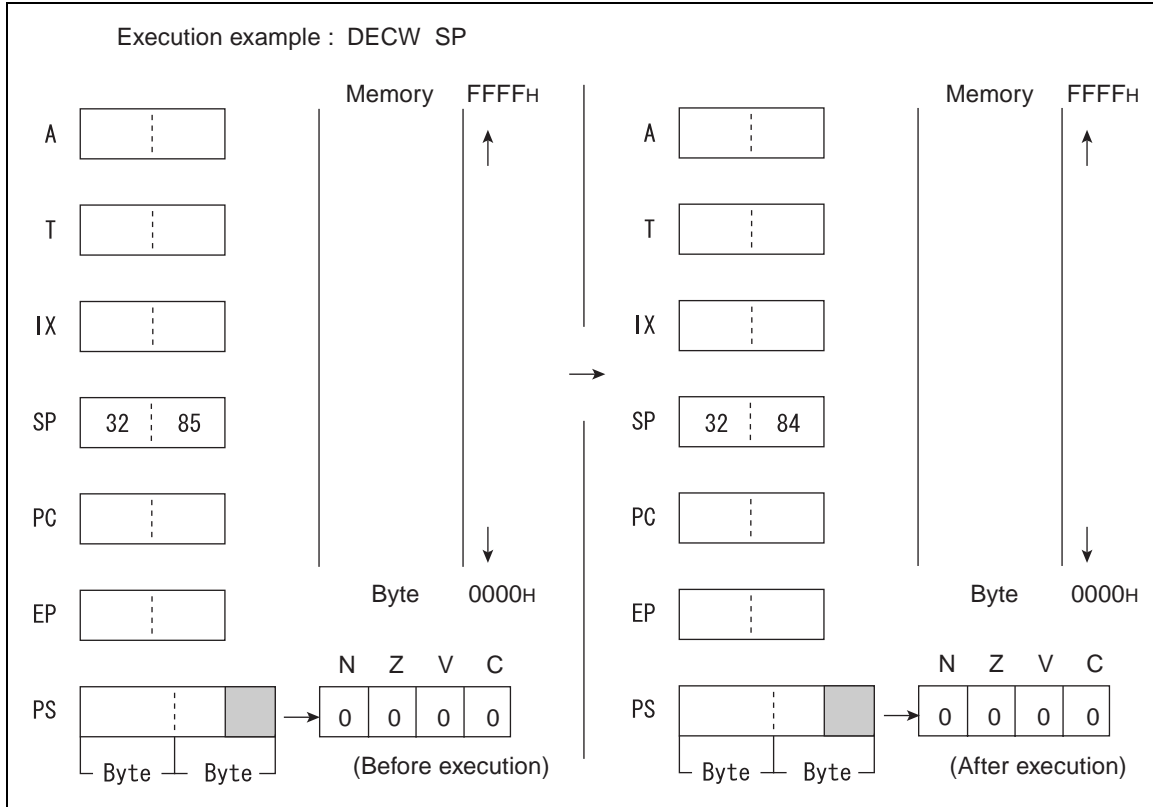 Execution example : DECW SP
Memory FFFFH
A
T
IX
SP 32 85
PC
EP
Byte 0000H
N Z V C
PS 0 0 0 0
Byte Byte (Before execution)
Memory FFFFH
A
T
IX
SP 32 84
PC
EP
Byte 0000H
N Z V C
PS 0 0 0 0
Byte Byte (After execution)